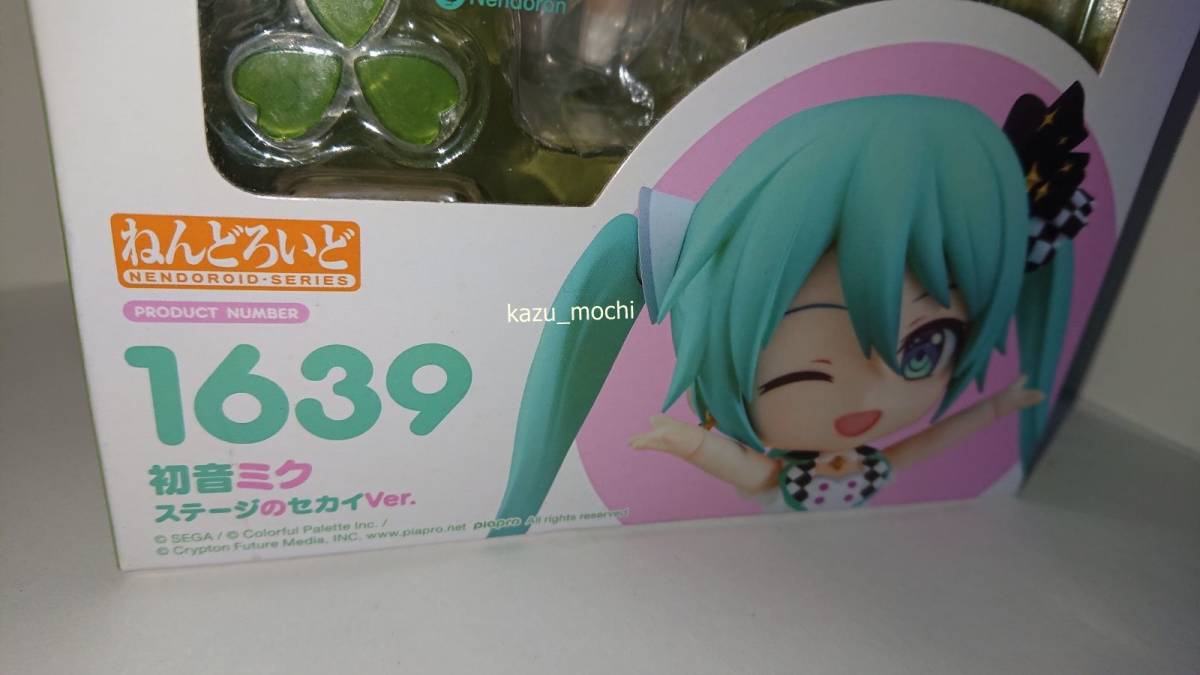 Nendoron
ねんどろいど
NENDOROID-SERIES
PRODUCT NUMBER
1639
初音ミク
ステージのセカイVer.
© SEGA / © Colorful Palette Inc. /
© Crypton Future Media, INC. www.piapro.net piapro All rights reserved
kazu_mochi